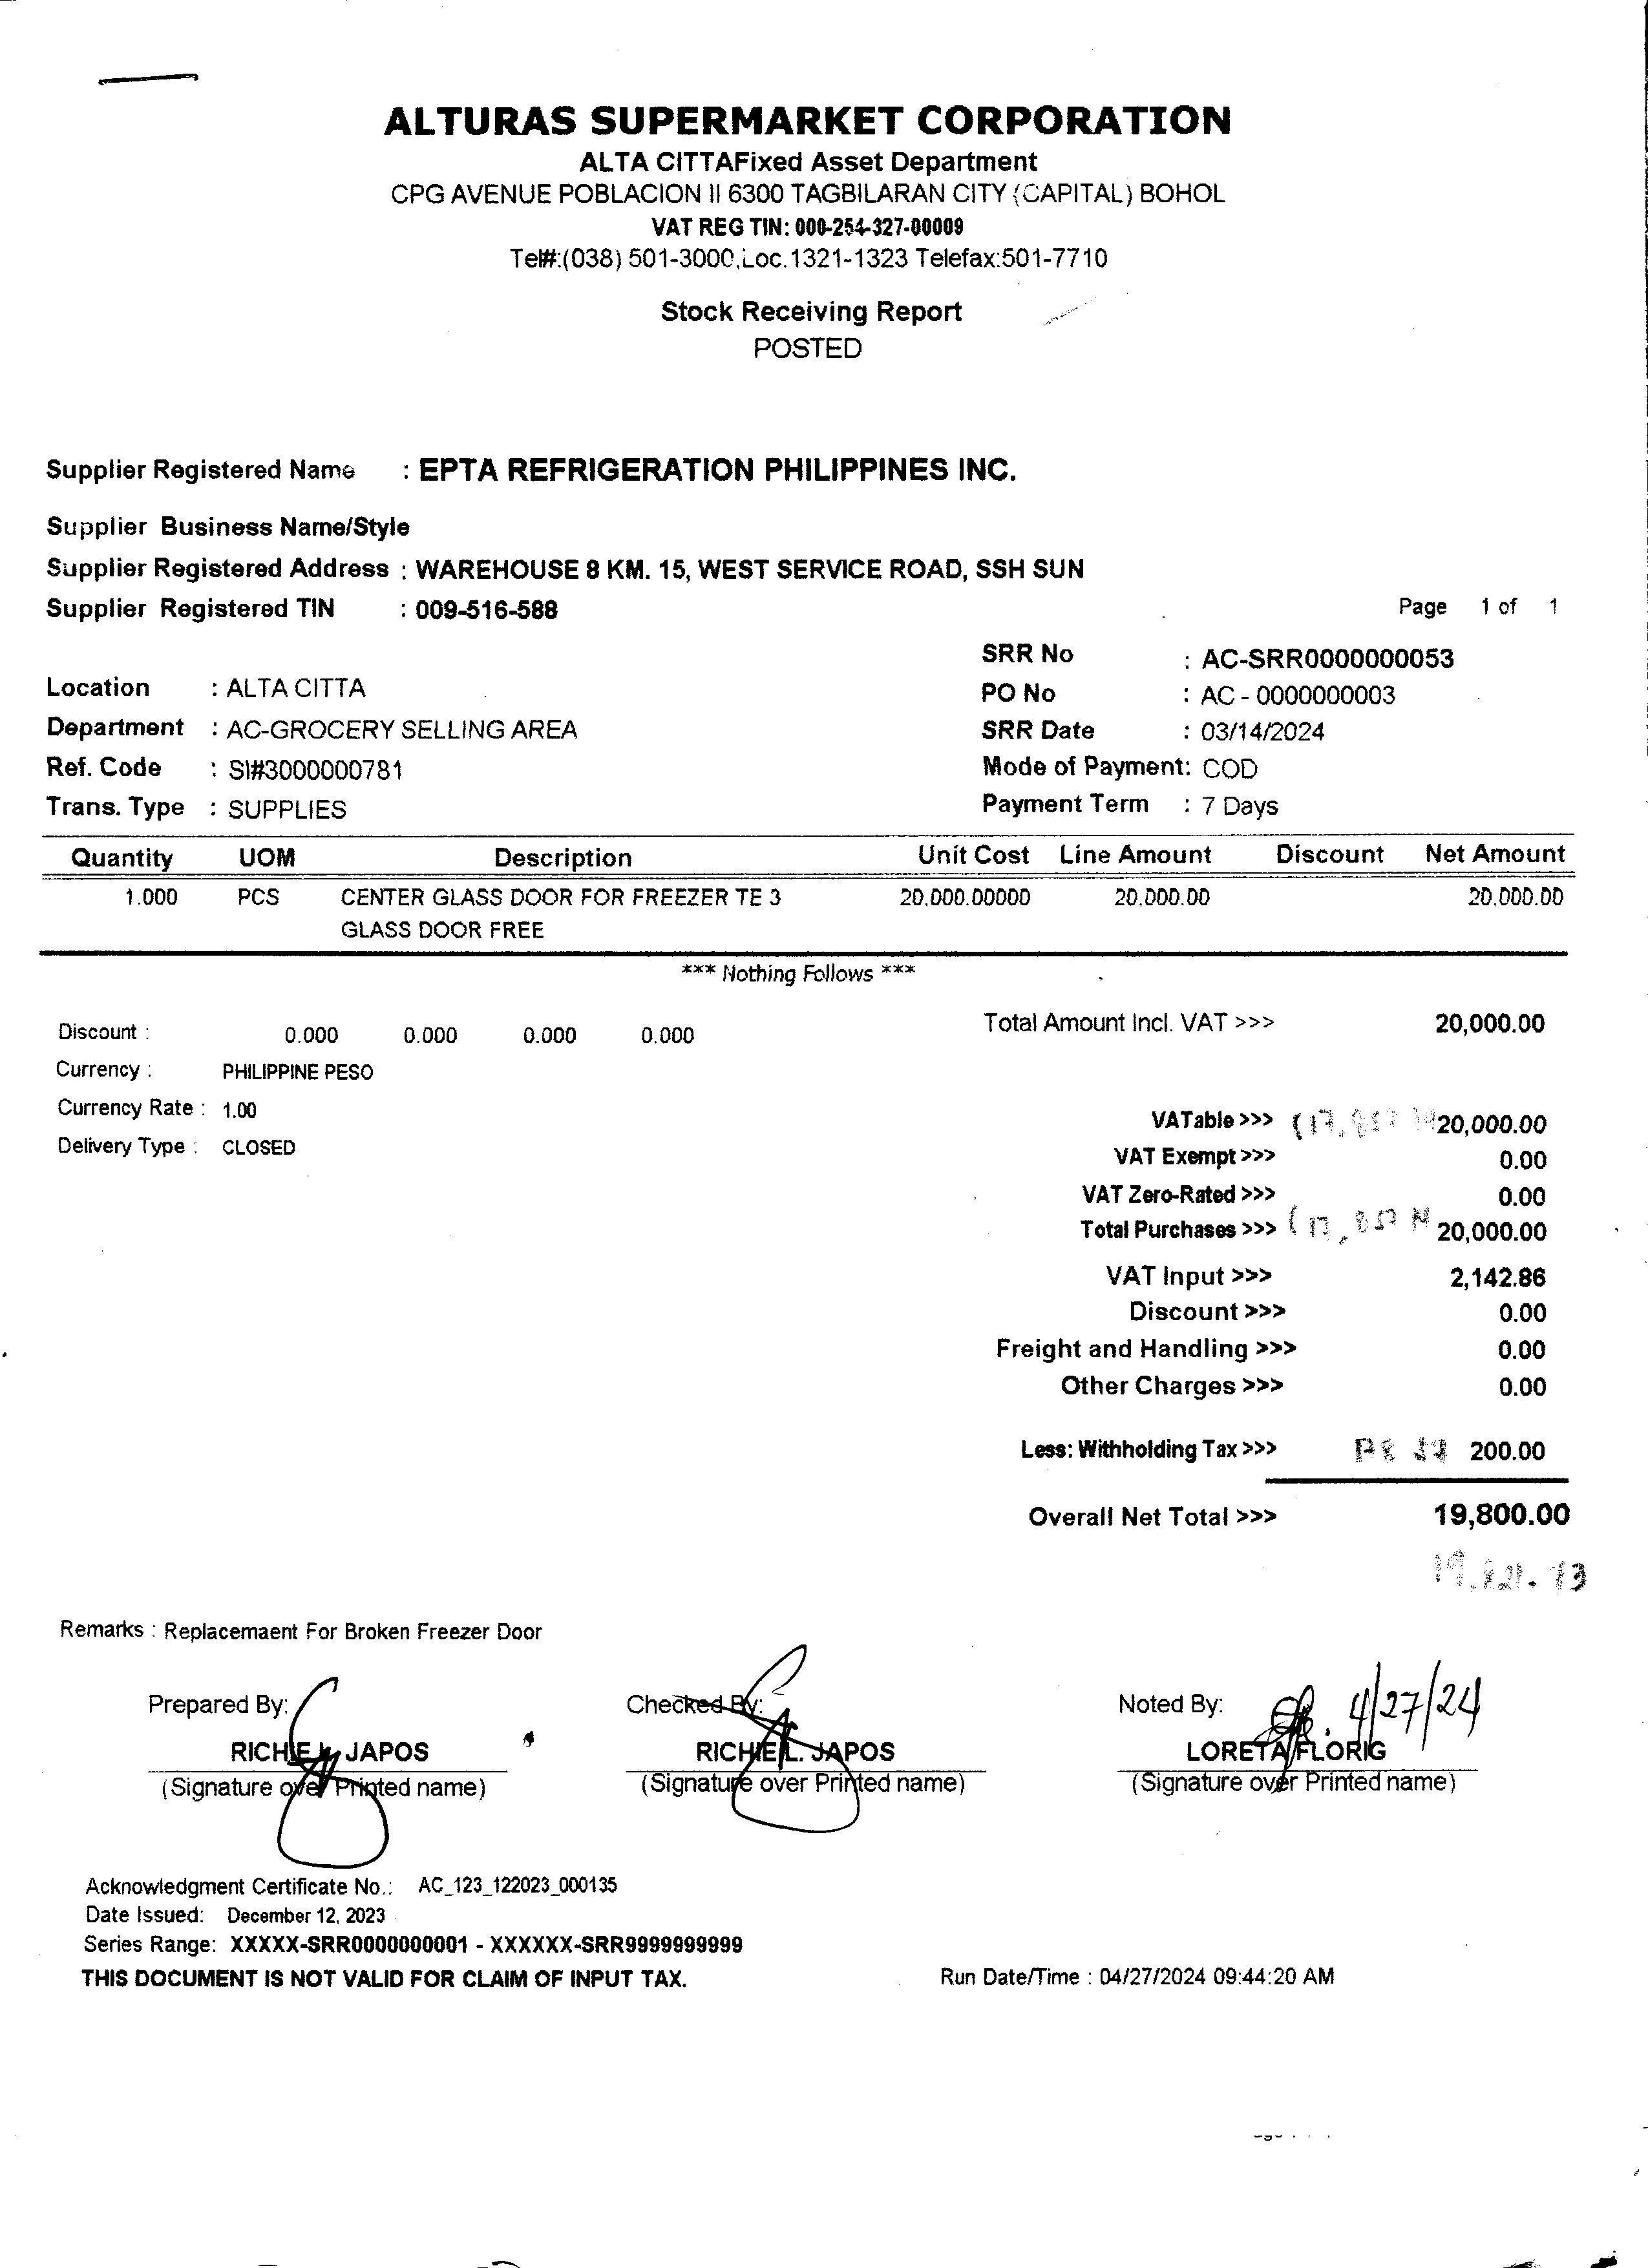 ALTURAS SUPERMARKET CORPORATION
ALTA CITTAFixed Asset Department
CPG AVENUE POBLACION II 6300 TAGBILARAN CITY (CAPITAL) BOHOL
VAT REG TIN: 000-254-327-00009
Tel#:(038) 501-3000,Loc.1321-1323 Telefax:501-7710
Stock Receiving Report
POSTED
Supplier Registered Name : EPTA REFRIGERATION PHILIPPINES INC.
Supplier Business Name/Style
Supplier Registered Address : WAREHOUSE 8 KM. 15, WEST SERVICE ROAD, SSH SUN
Supplier Registered TIN : 009-516-588
Page 1 of 1
SRR No : AC-SRR0000000053
Location : ALTA CITTA
PO No : AC - 0000000003
Department : AC-GROCERY SELLING AREA
SRR Date : 03/14/2024
Ref. Code : SI#3000000781
Mode of Payment: COD
Trans. Type : SUPPLIES
Payment Term : 7 Days
Quantity UOM Description Unit Cost Line Amount Discount Net Amount
1.000 PCS CENTER GLASS DOOR FOR FREEZER TE 3 20,000.00000 20,000.00 20,000.00
GLASS DOOR FREE
*** Nothing Follows ***
Discount : 0.000 0.000 0.000 0.000
Total Amount Incl. VAT >>> 20,000.00
Currency : PHILIPPINE PESO
Currency Rate : 1.00
Delivery Type : CLOSED
VATable >>> 20,000.00
VAT Exempt >>> 0.00
VAT Zero-Rated >>> 0.00
Total Purchases >>> 20,000.00
VAT Input >>> 2,142.86
Discount >>> 0.00
Freight and Handling >>> 0.00
Other Charges >>> 0.00
Less: Withholding Tax >>> 200.00
Overall Net Total >>> 19,800.00
Remarks : Replacemaent For Broken Freezer Door
Prepared By: Checked By: Noted By: 4/27/24
RICHIE L. JAPOS RICHIE L. JAPOS LORETA FLORIG
(Signature over Printed name) (Signature over Printed name) (Signature over Printed name)
Acknowledgment Certificate No.: AC_123_122023_000135
Date Issued: December 12, 2023
Series Range: XXXXX-SRR0000000001 - XXXXXX-SRR9999999999
THIS DOCUMENT IS NOT VALID FOR CLAIM OF INPUT TAX.
Run Date/Time : 04/27/2024 09:44:20 AM